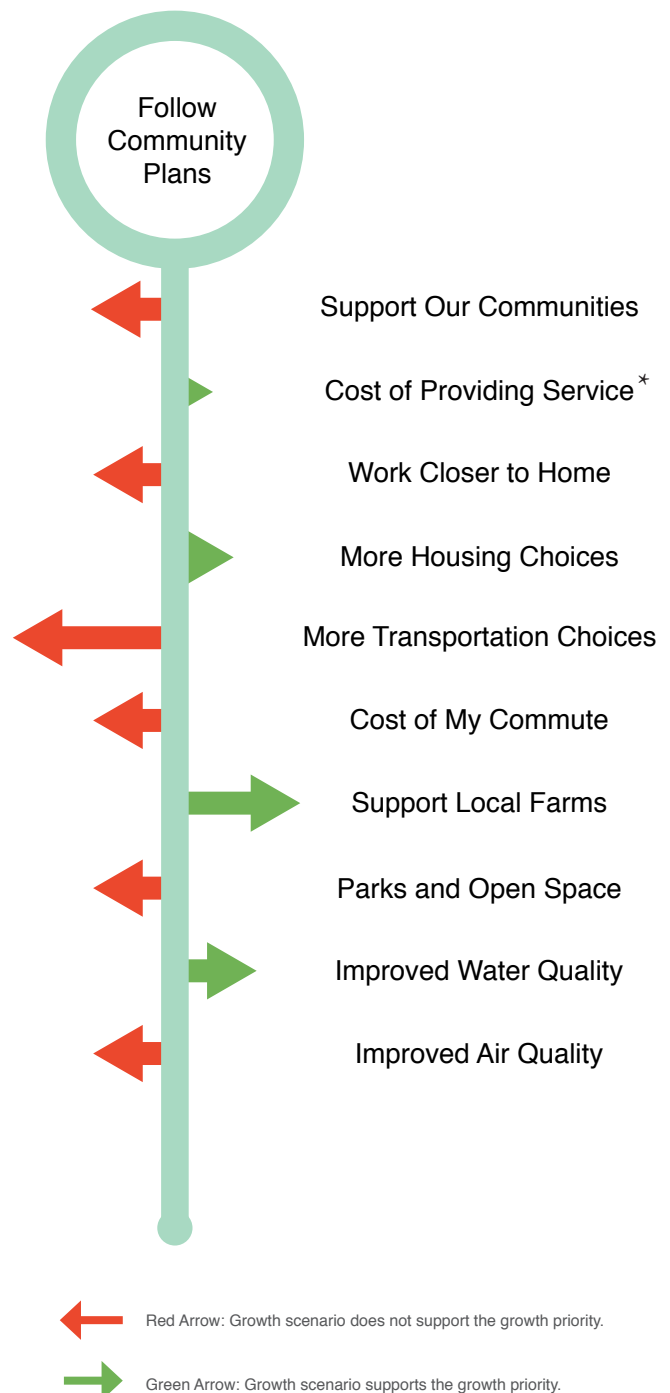 Follow
Community
Plans
Support Our Communities
Cost of Providing Service*
Work Closer to Home
More Housing Choices
More Transportation Choices
Cost of My Commute
Support Local Farms
Parks and Open Space
Improved Water Quality
Improved Air Quality
Red Arrow: Growth scenario does not support the growth priority.
Green Arrow: Growth scenario supports the growth priority.